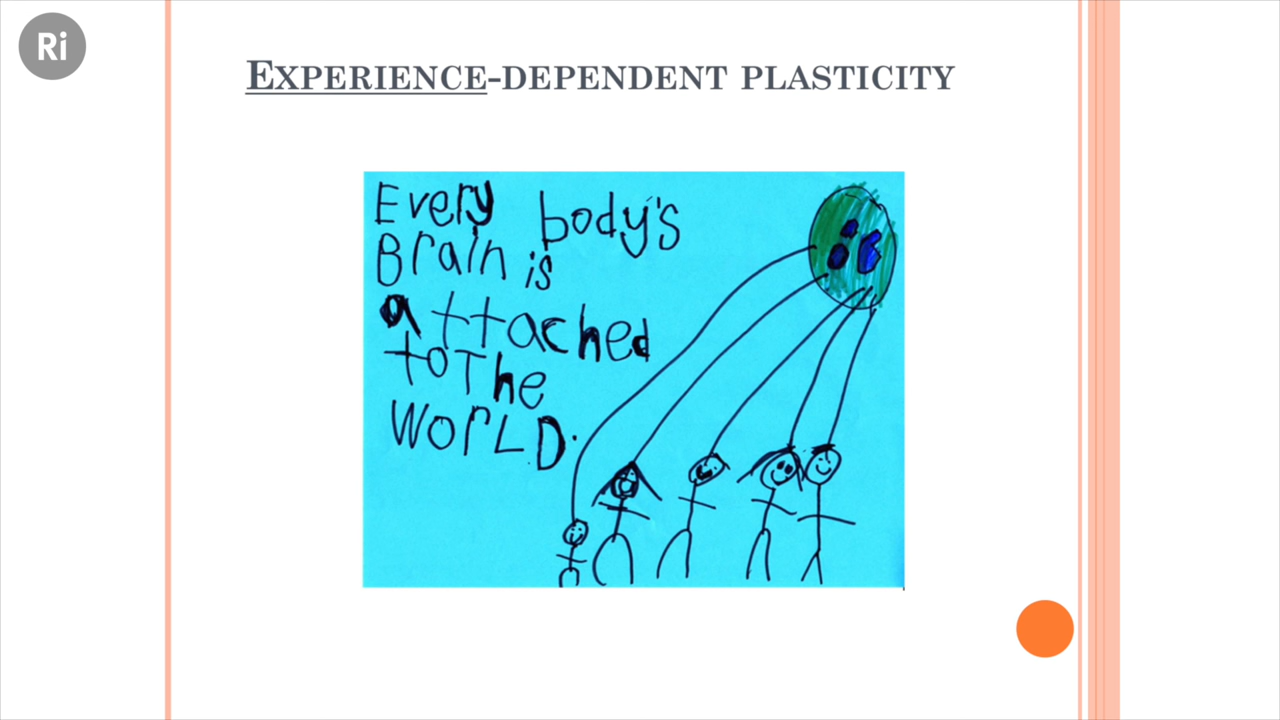 Ri
EXPERIENCE-DEPENDENT PLASTICITY
Every body's
Brain is
attached
to The
WorLD.